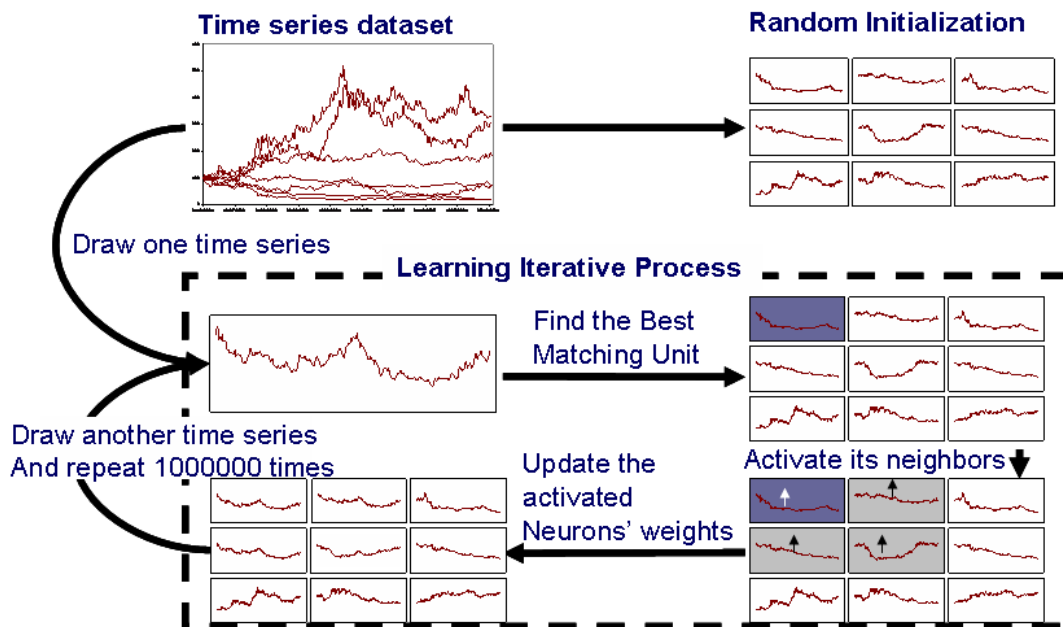 Time series dataset
Random Initialization
Draw one time series
Learning Iterative Process
Find the Best
Matching Unit
Draw another time series
And repeat 1000000 times
Update the
activated
Neurons' weights
Activate its neighbors